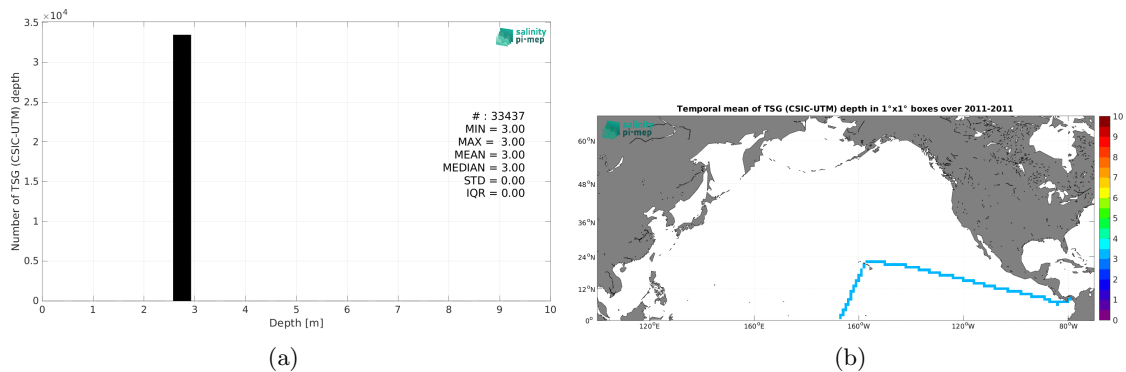 ×10⁴
3.5
3
2.5
2
1.5
1
0.5
0
Number of TSG (CSIC-UTM) depth
salinity
pi-mep
# : 33437
MIN = 3.00
MAX = 3.00
MEAN = 3.00
MEDIAN = 3.00
STD = 0.00
IQR = 0.00
0 1 2 3 4 5 6 7 8 9 10
Depth [m]
(a)
Temporal mean of TSG (CSIC-UTM) depth in 1°x1° boxes over 2011-2011
salinity
pi-mep
60°N
48°N
36°N
24°N
12°N
0°
120°E 160°E 160°W 120°W 80°W
10
9
8
7
6
5
4
3
2
1
0
(b)